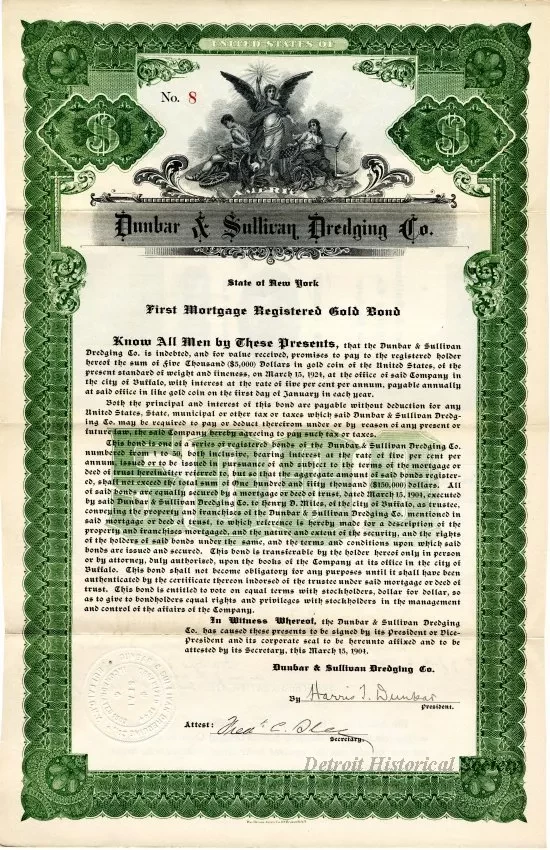 UNITED STATES OF
No. 8
AMERICA
Dunbar & Sullivan Dredging Co.
State of New York
First Mortgage Registered Gold Bond
Know All Men by These Presents, that the Dunbar & Sullivan
Dredging Co. is indebted, and for value received, promises to pay to the registered holder
hereof the sum of Five Thousand ($5,000) Dollars in gold coin of the United States, of the
present standard of weight and fineness, on March 15, 1924, at the office of said Company in
the city of Buffalo, with interest at the rate of five per cent per annum, payable annually
at said office in like gold coin on the first day of January in each year.
Both the principal and interest of this bond are payable without deduction for any
United States, State, municipal or other tax or taxes which said Dunbar & Sullivan Dredg-
ing Co. may be required to pay or deduct therefrom under or by reason of any present or
future law, the said Company hereby agreeing to pay such tax or taxes.
This bond is one of a series of registered bonds of the Dunbar & Sullivan Dredging Co.
numbered from 1 to 30, both inclusive, bearing interest at the rate of five per cent per
annum, issued or to be issued in pursuance of and subject to the terms of the mortgage or
deed of trust hereinafter referred to, but so that the aggregate amount of said bonds register-
ed, shall not exceed the total sum of One hundred and fifty thousand ($150,000) Dollars. All
of said bonds are equally secured by a mortgage or deed of trust, dated March 15, 1904, executed
by said Dunbar & Sullivan Dredging Co. to Henry D. Miles, of the city of Buffalo, as trustee,
conveying the property and franchises of the Dunbar & Sullivan Dredging Co. mentioned in
said mortgage or deed of trust, to which reference is hereby made for a description of the
property and franchises mortgaged, and the nature and extent of the security, and the rights
of the holders of said bonds under the same, and the terms and conditions upon which said
bonds are issued and secured. This bond is transferable by the holder hereof only in person
or by attorney, duly authorised, upon the books of the Company at its office in the city of
Buffalo. This bond shall not become obligatory for any purposes until it shall have been
authenticated by the certificate thereon indorsed of the trustee under said mortgage or deed of
trust. This bond is entitled to vote on equal terms with stockholders, dollar for dollar, so
as to give to bondholders equal rights and privileges with stockholders in the management
and control of the affairs of the Company.
In Witness Whereof, the Dunbar & Sullivan Dredging
Co. has caused these presents to be signed by its President or Vice-
President and its corporate seal to be hereunto affixed and to be
attested by its Secretary, this March 15, 1904.
Dunbar & Sullivan Dredging Co.
By Harris T. Dunbar
President.
Attest: Fred' C.
Secretary.
Detroit Historical Society